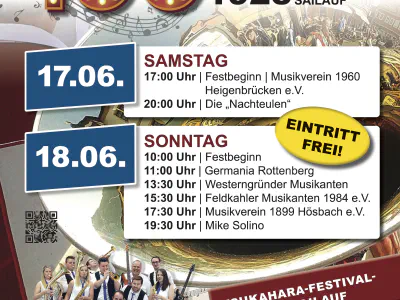 SAILAUF
17.06.
SAMSTAG
17:00 Uhr | Festbeginn | Musikverein 1960
Heigenbrücken e.V.
20:00 Uhr | Die „Nachteulen“
18.06.
SONNTAG
EINTRITT
FREI!
10:00 Uhr | Festbeginn
11:00 Uhr | Germania Rottenberg
13:30 Uhr | Westerngründer Musikanten
15:30 Uhr | Feldkahler Musikanten 1984 e.V.
17:30 Uhr | Musikverein 1899 Hösbach e.V.
19:30 Uhr | Mike Solino